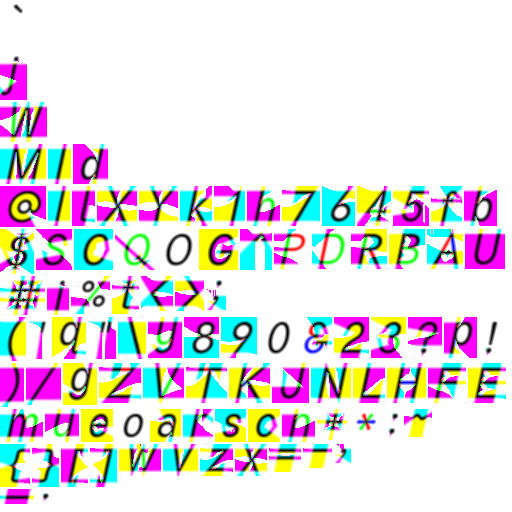 `
j
W
M I d
@ | l X Y k 1 h 7 6 4 5 f b
$ S C Q O G ^ P D R B A U
# i % t < > ;
( | q " \ y 8 9 0 & 2 3 ? p !
) / g Z V T K J N L H F E
m u e o a r s c n + * : ~
{ } [ ] w v z x = - ,
_ .